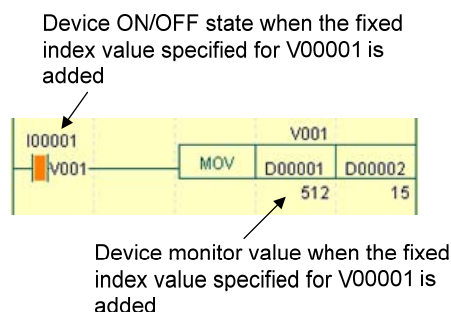 Device ON/OFF state when the fixed
index value specified for V00001 is
added
V001
I00001
V001
MOV
D00001
D00002
512
15
Device monitor value when the fixed
index value specified for V00001 is
added